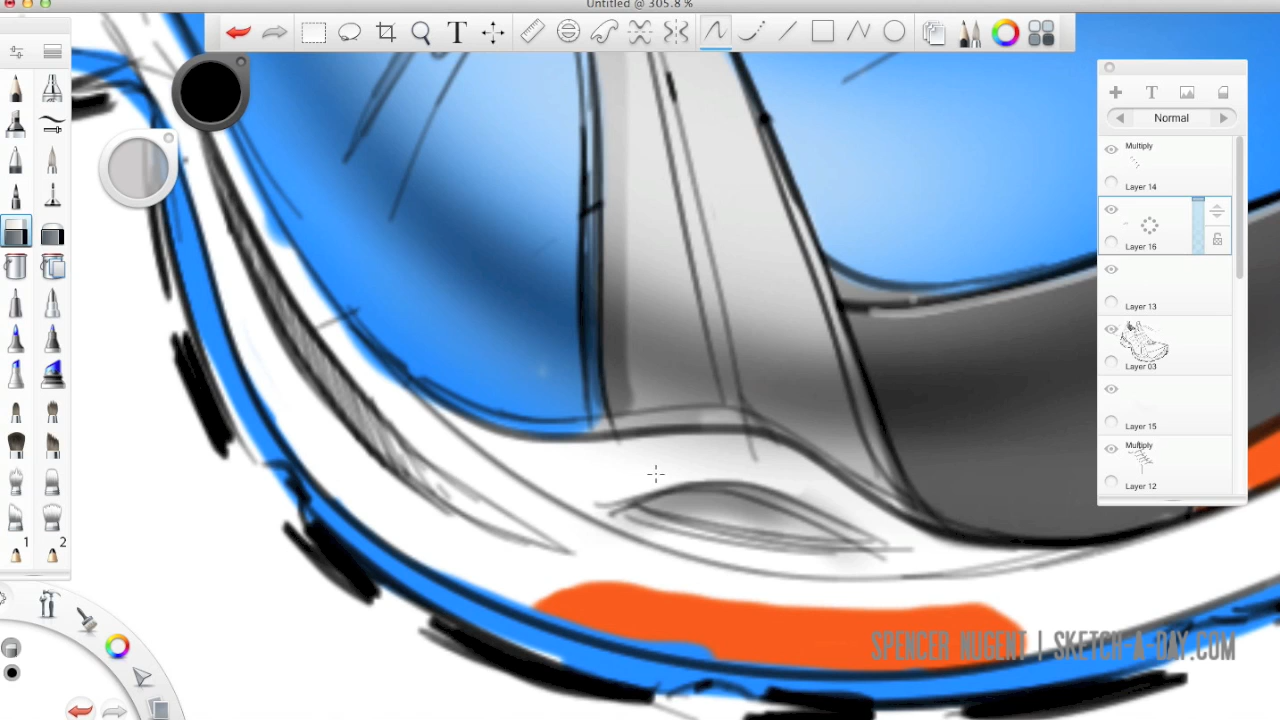 Untitled @ 305.8 %
T
T
Normal
Multiply
Layer 14
Layer 16
Layer 13
Layer 03
Layer 15
Multiply
Layer 12
1 2
SPENCER NUGENT | SKETCH-A-DAY.COM